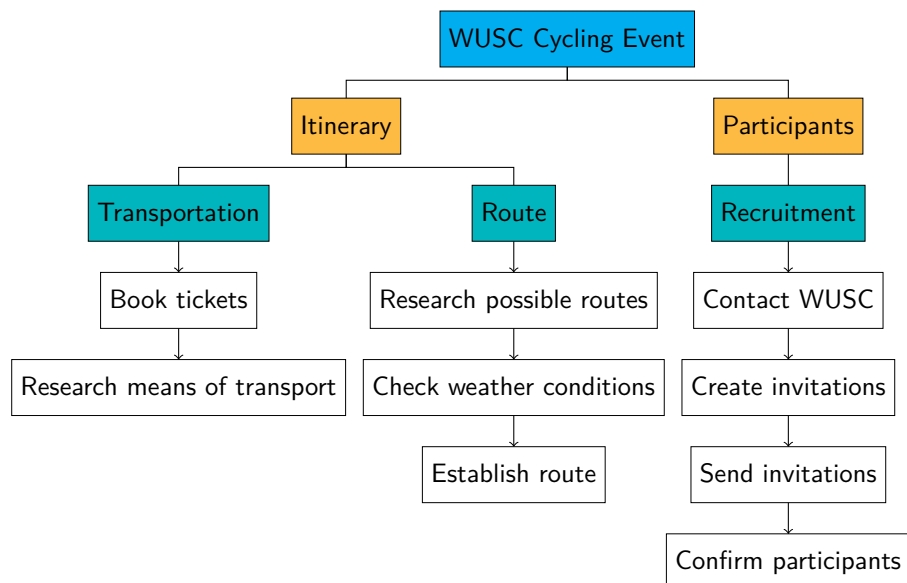 WUSC Cycling Event
Itinerary
Participants
Transportation
Route
Recruitment
Book tickets
Research possible routes
Contact WUSC
Research means of transport
Check weather conditions
Create invitations
Establish route
Send invitations
Confirm participants